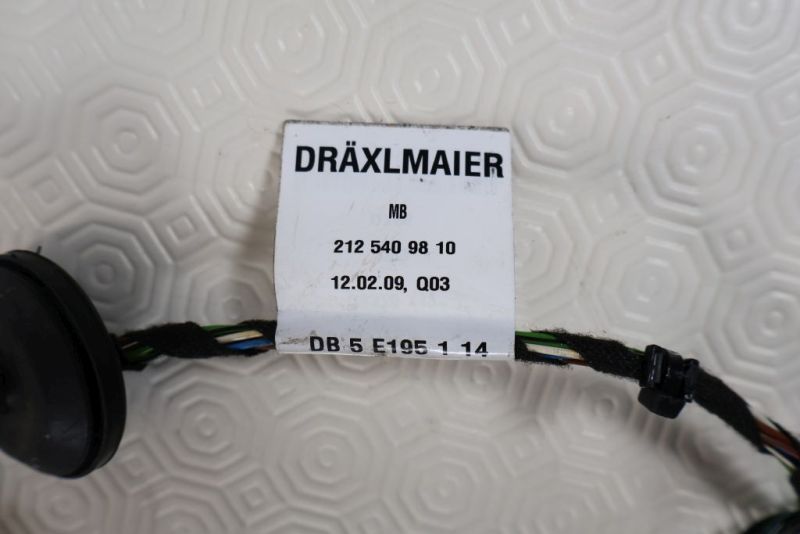 DRÄXLMAIER
MB
212 540 98 10
12.02.09, Q03
DB 5 E195 1 14